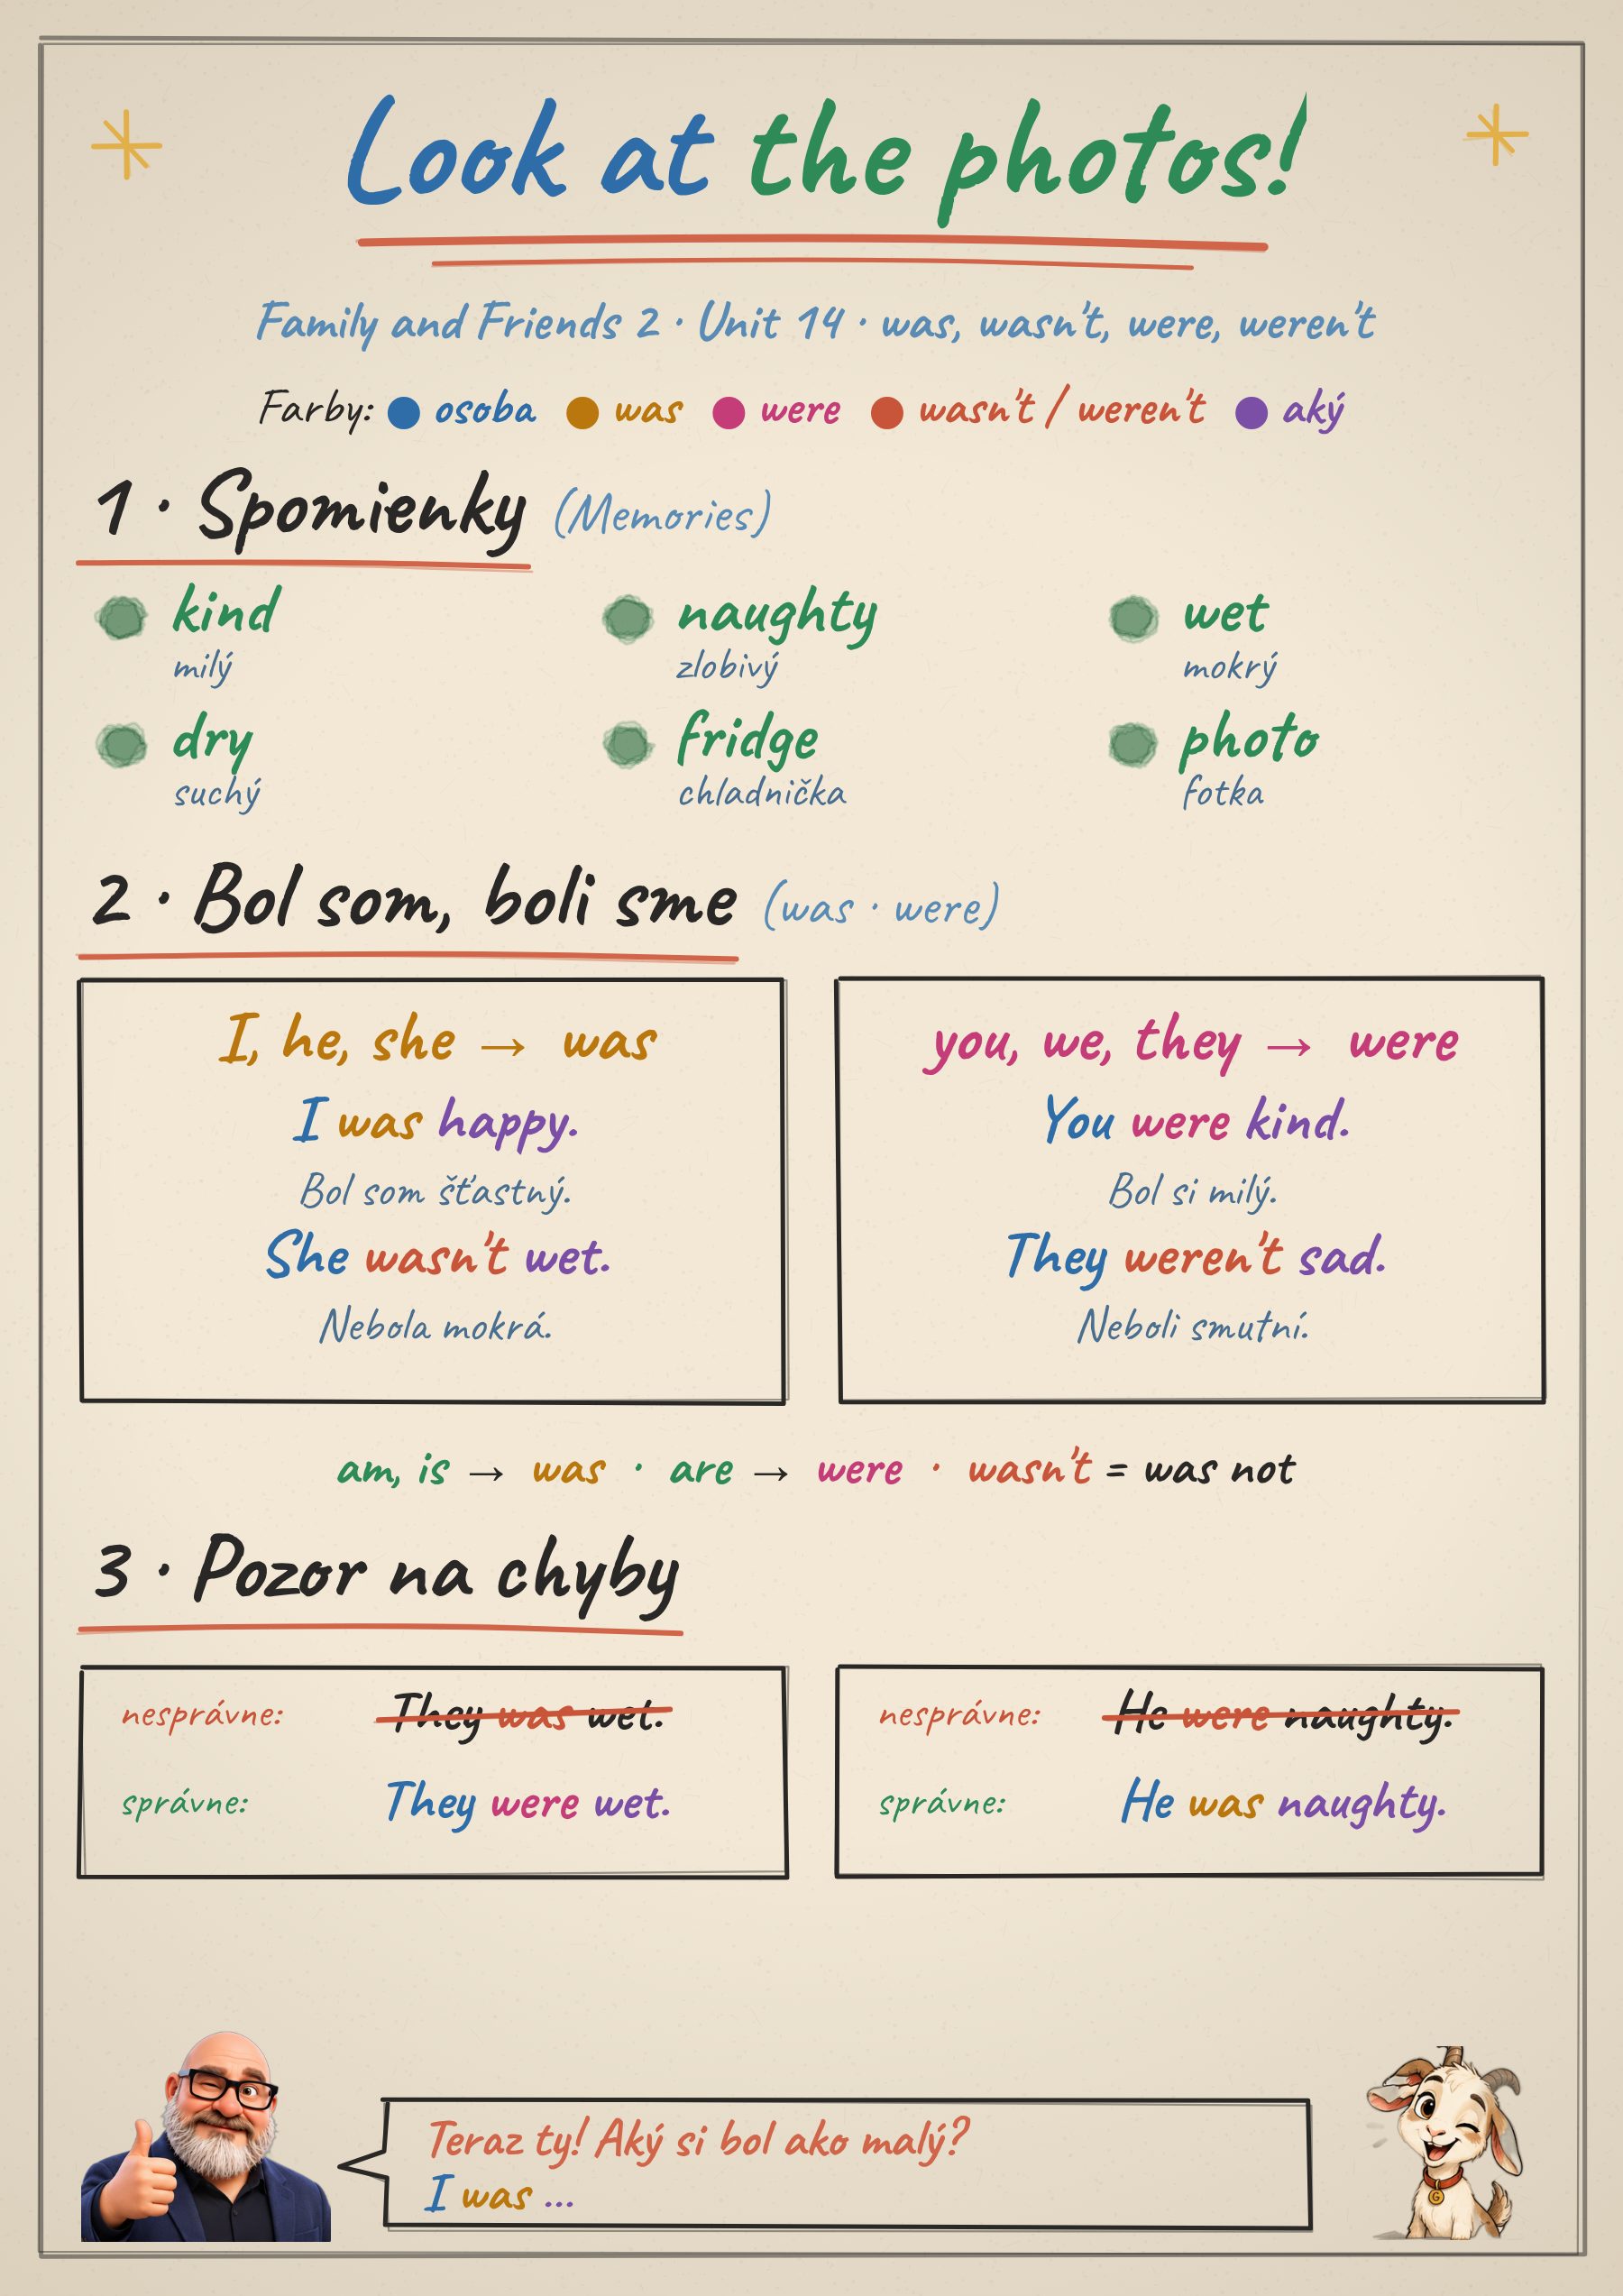 Look at the photos!
Family and Friends 2 · Unit 14 · was, wasn't, were, weren't
Farby: osoba was were wasn't / weren't aký
1 · Spomienky (Memories)
kind naughty wet
milý zlobivý mokrý
dry fridge photo
suchý chladnička fotka
2 · Bol som, boli sme (was · were)
I, he, she → was
I was happy.
Bol som šťastný.
She wasn't wet.
Nebola mokrá.
you, we, they → were
You were kind.
Bol si milý.
They weren't sad.
Neboli smutní.
am, is → was · are → were · wasn't = was not
3 · Pozor na chyby
nesprávne: They was wet.
správne: They were wet.
nesprávne: He were naughty.
správne: He was naughty.
Teraz ty! Aký si bol ako malý?
I was ...
G